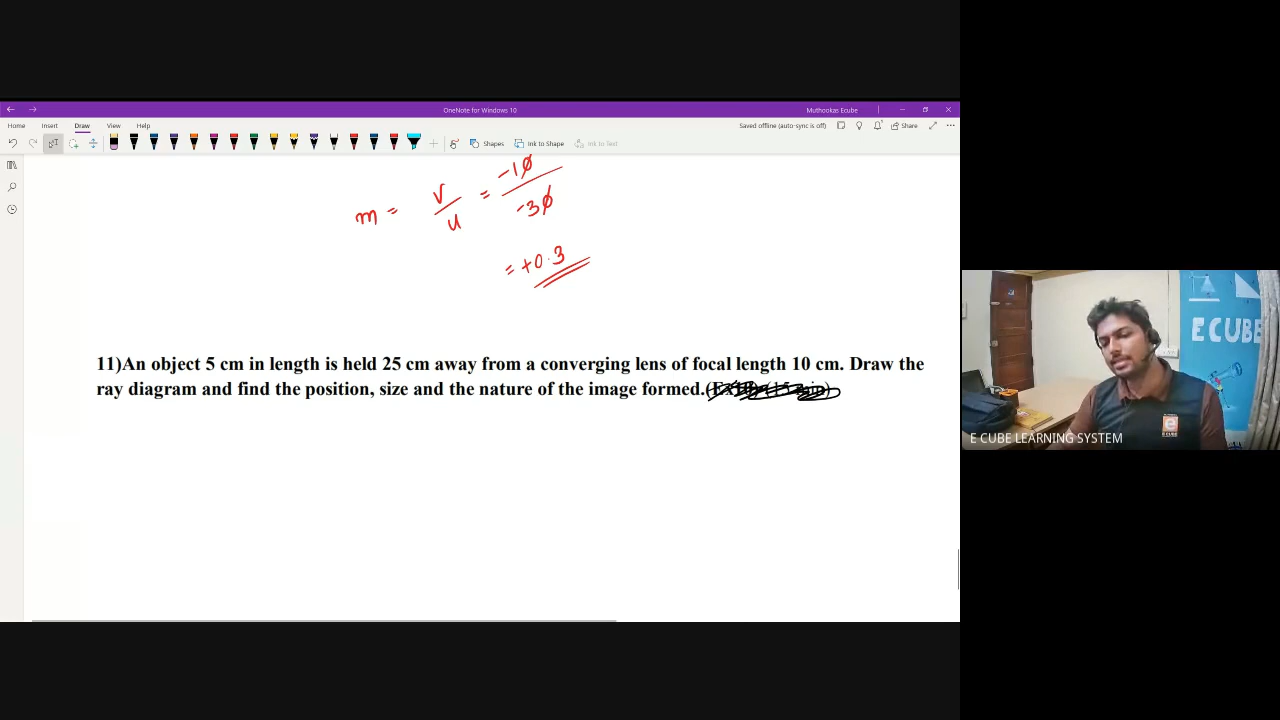 OneNote for Windows 10
Muthookas Ecube
Home Insert Draw View Help
Saved offline (auto-sync is off)
Share
Shapes
Ink to Shape
Ink to Text
m = v/u = -10/-30
= +0.3
11)An object 5 cm in length is held 25 cm away from a converging lens of focal length 10 cm. Draw the
ray diagram and find the position, size and the nature of the image formed.
E CUBE
e
E CUBE
E CUBE LEARNING SYSTEM